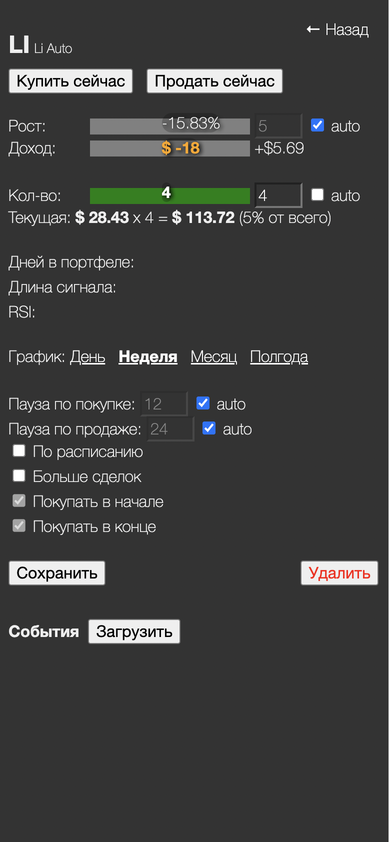 ← Назад
LI Li Auto
Купить сейчас Продать сейчас
Рост: -15.83% 5 auto
Доход: $ -18 +$5.69
Кол-во: 4 4 auto
Текущая: $ 28.43 x 4 = $ 113.72 (5% от всего)
Дней в портфеле:
Длина сигнала:
RSI:
График: День Неделя Месяц Полгода
Пауза по покупке: 12 auto
Пауза по продаже: 24 auto
По расписанию
Больше сделок
Покупать в начале
Покупать в конце
Сохранить Удалить
События Загрузить